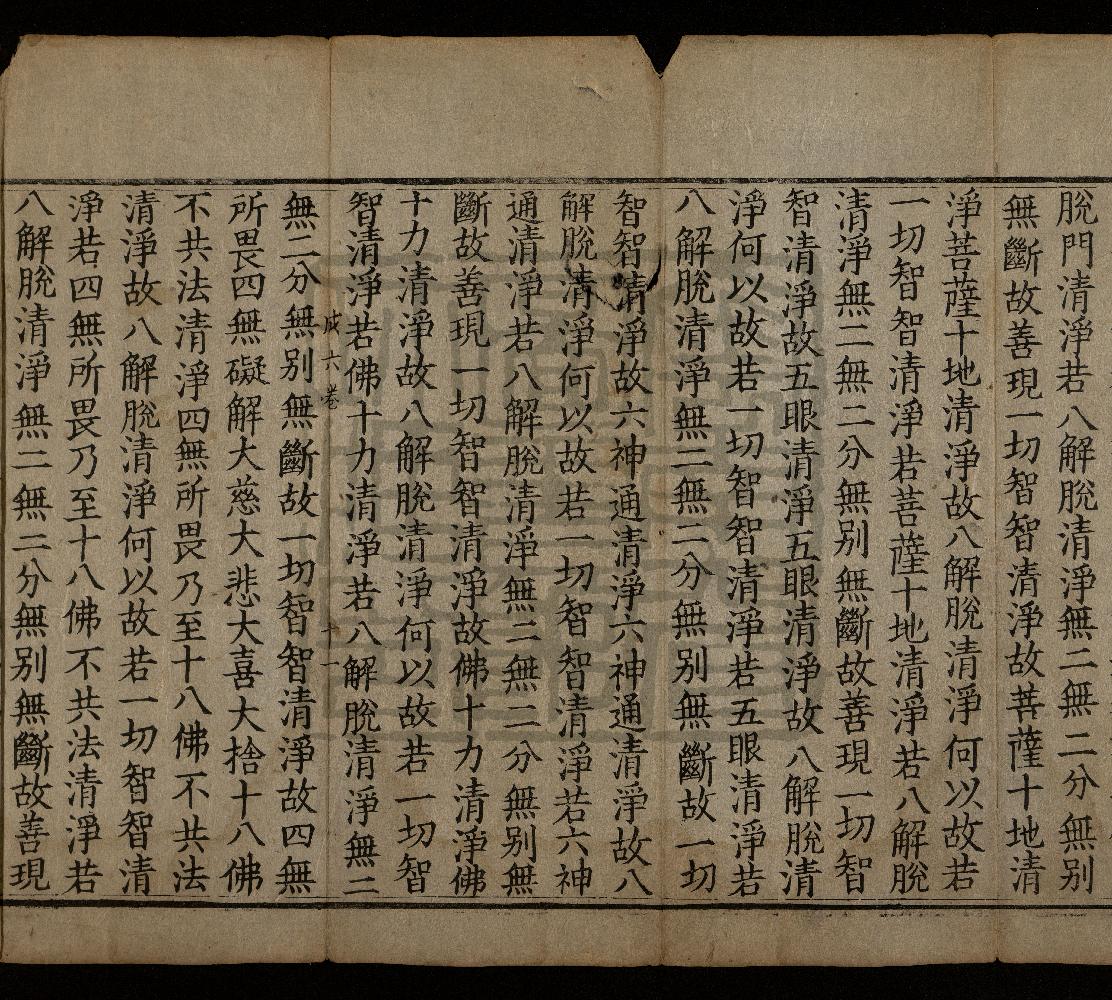 脫門清淨若八解脫清淨無二無二分無别
無斷故善現一切智智清淨故菩薩十地清
淨菩薩十地清淨故八解脫清淨何以故若
一切智智清淨若菩薩十地清淨若八解脫
清淨無二無二分無别無斷故善現一切智
智清淨故五眼清淨五眼清淨故八解脫清
淨何以故若一切智智清淨若五眼清淨若
八解脫清淨無二無二分無别無斷故一切
智智清淨故六神通清淨六神通清淨故八
解脫清淨何以故若一切智智清淨若六神
通清淨若八解脫清淨無二無二分無别無
斷故善現一切智智清淨故佛十力清淨佛
十力清淨故八解脫清淨何以故若一切智
智清淨若佛十力清淨若八解脫清淨無二
六卷 十一
無二分無别無斷故一切智智清淨故四無
所畏四無礙解大慈大悲大喜大捨十八佛
不共法清淨四無所畏乃至十八佛不共法
清淨故八解脫清淨何以故若一切智智清
淨若四無所畏乃至十八佛不共法清淨若
八解脫清淨無二無二分無别無斷故善現